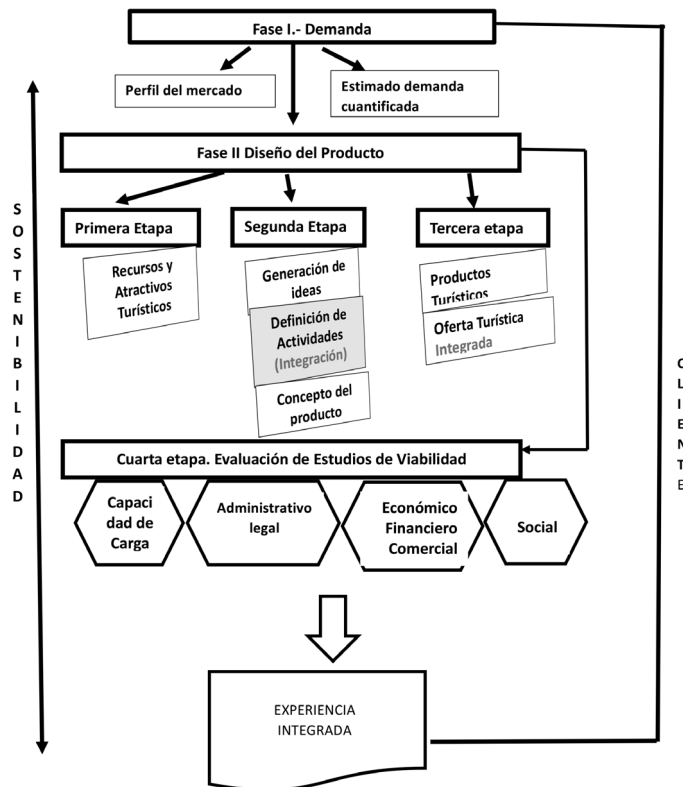 Fase I.- Demanda
Perfil del mercado
Estimado demanda
cuantificada
Fase II Diseño del Producto
Primera Etapa
Segunda Etapa
Tercera etapa
Recursos y
Atractivos
Turísticos
Generación de
ideas
Definición de
Actividades
(Integración)
Concepto del
producto
Productos
Turísticos
Oferta Turística
Integrada
Cuarta etapa. Evaluación de Estudios de Viabilidad
Capaci
dad de
Carga
Administrativo
legal
Económico
Financiero
Comercial
Social
EXPERIENCIA
INTEGRADA
SOSTENIBILIDAD
CLIENTE